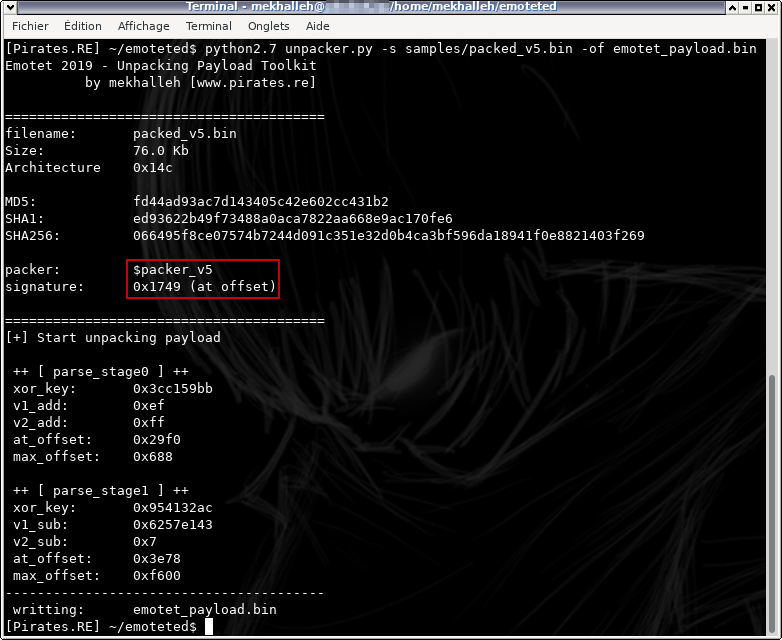 Terminal - mekhalleh@ /home/mekhalleh/emoteted
Fichier Édition Affichage Terminal Onglets Aide
[Pirates.RE] ~/emoteted$ python2.7 unpacker.py -s samples/packed_v5.bin -of emotet_payload.bin
Emotet 2019 - Unpacking Payload Toolkit
by mekhalleh [www.pirates.re]
========================================
filename: packed_v5.bin
Size: 76.0 Kb
Architecture 0x14c
MD5: fd44ad93ac7d143405c42e602cc431b2
SHA1: ed93622b49f73488a0aca7822aa668e9ac170fe6
SHA256: 066495f8ce07574b7244d091c351e32d0b4ca3bf596da18941f0e8821403f269
packer: $packer_v5
signature: 0x1749 (at offset)
========================================
[+] Start unpacking payload
++ [ parse_stage0 ] ++
xor_key: 0x3cc159bb
v1_add: 0xef
v2_add: 0xff
at_offset: 0x29f0
max_offset: 0x688
++ [ parse_stage1 ] ++
xor_key: 0x954132ac
v1_sub: 0x6257e143
v2_sub: 0x7
at_offset: 0x3e78
max_offset: 0xf600
----------------------------------------
writting: emotet_payload.bin
[Pirates.RE] ~/emoteted$